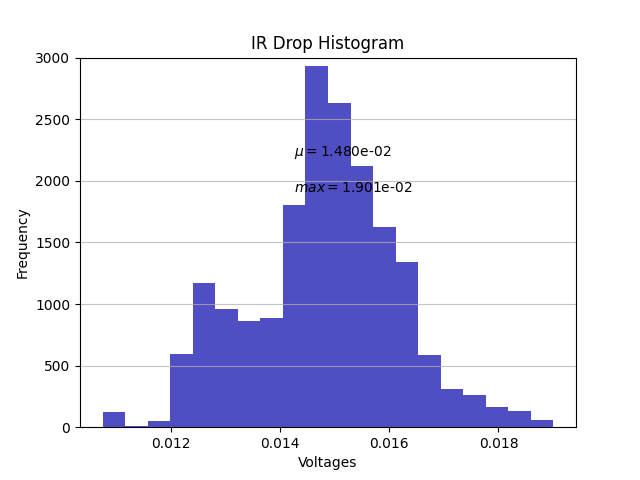 IR Drop Histogram
3000
2500
2000
1500
1000
500
0
Frequency
μ = 1.480e-02
max = 1.901e-02
0.012 0.014 0.016 0.018
Voltages